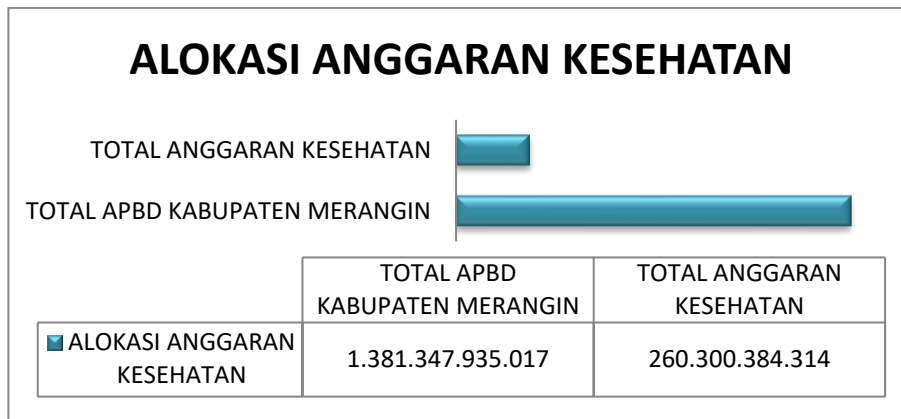 ALOKASI ANGGARAN KESEHATAN
TOTAL ANGGARAN KESEHATAN
TOTAL APBD KABUPATEN MERANGIN
TOTAL APBD
KABUPATEN MERANGIN
TOTAL ANGGARAN
KESEHATAN
ALOKASI ANGGARAN
KESEHATAN
1.381.347.935.017
260.300.384.314